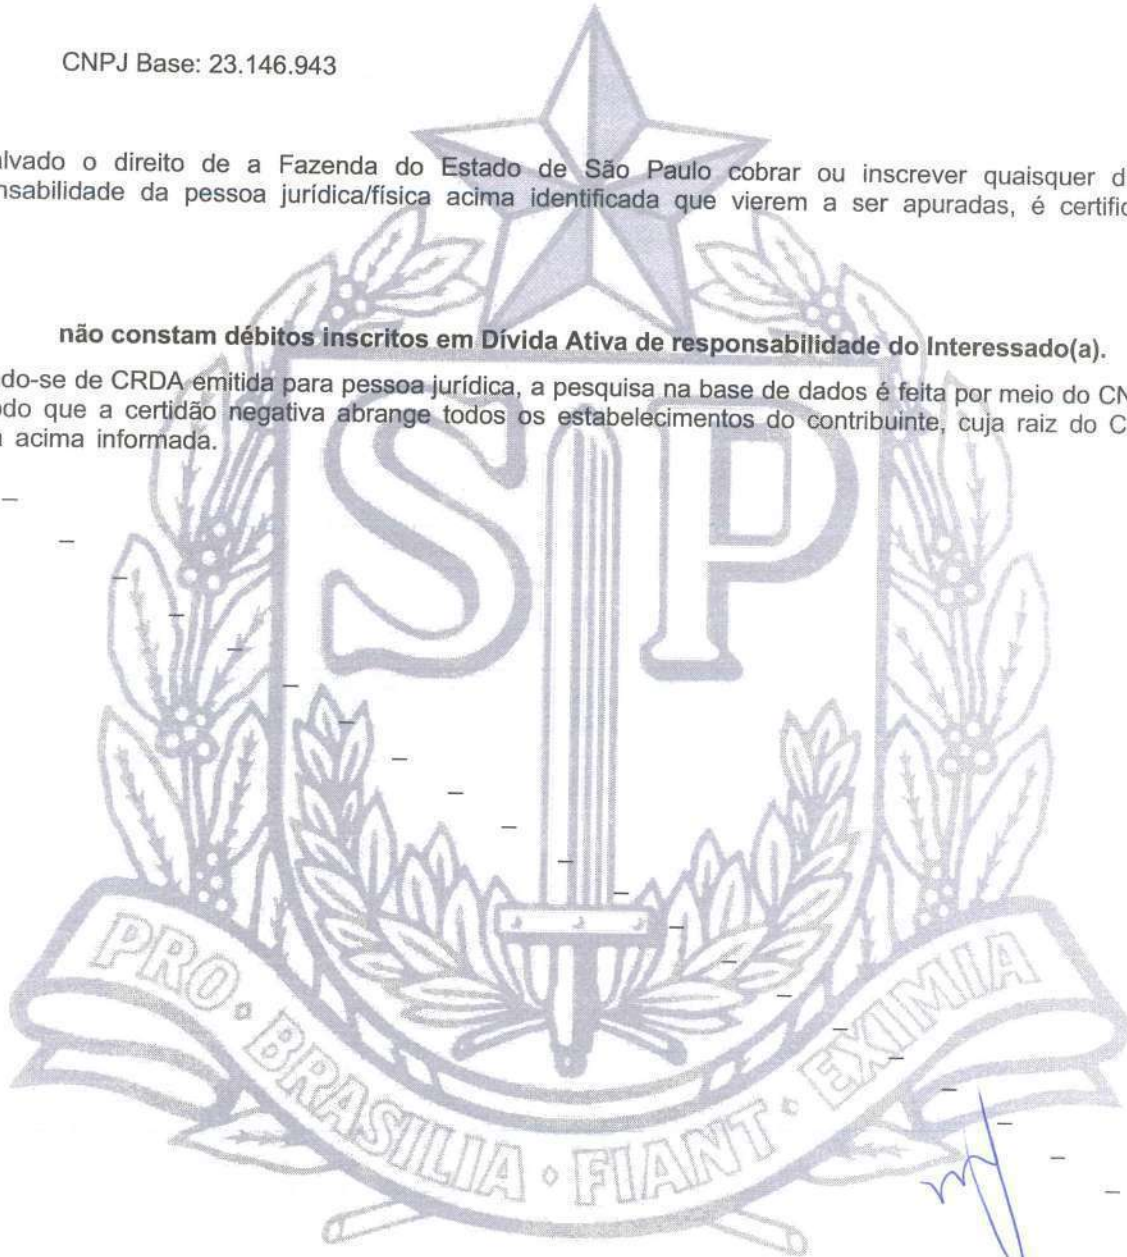 CNPJ Base: 23.146.943
alvado o direito de a Fazenda do Estado de São Paulo cobrar ou inscrever quaisquer d
nsabilidade da pessoa jurídica/física acima identificada que vierem a ser apuradas, é certific
não constam débitos inscritos em Dívida Ativa de responsabilidade do Interessado(a).
do-se de CRDA emitida para pessoa jurídica, a pesquisa na base de dados é feita por meio do CN
odo que a certidão negativa abrange todos os estabelecimentos do contribuinte, cuja raiz do C
acima informada.
SP
PRO · BRASILIA · FIANT · EXIMIA